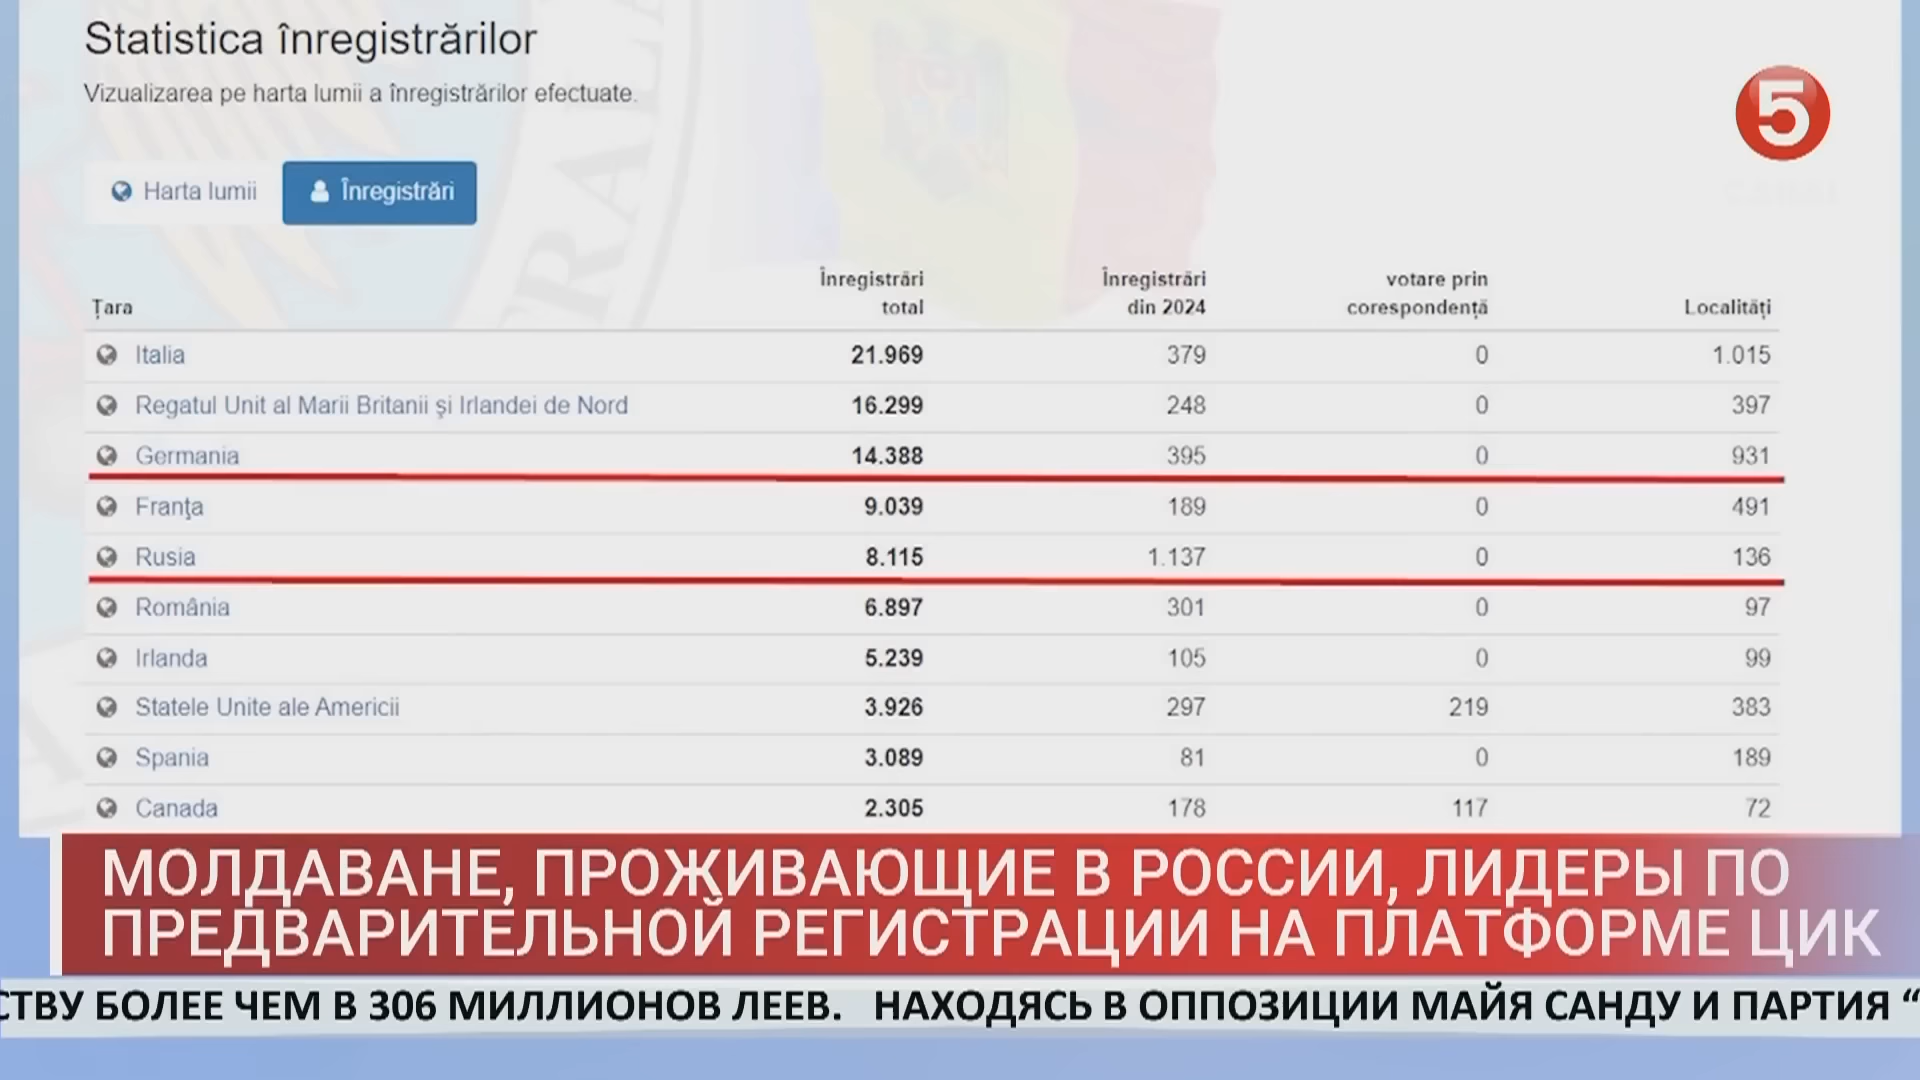 Statistica înregistrărilor
Vizualizarea pe harta lumii a înregistrărilor efectuate.
5
Harta lumii Înregistrări
Țara Înregistrări total Înregistrări din 2024 votare prin corespondență Localități
Italia 21.969 379 0 1.015
Regatul Unit al Marii Britanii şi Irlandei de Nord 16.299 248 0 397
Germania 14.388 395 0 931
Franţa 9.039 189 0 491
Rusia 8.115 1.137 0 136
România 6.897 301 0 97
Irlanda 5.239 105 0 99
Statele Unite ale Americii 3.926 297 219 383
Spania 3.089 81 0 189
Canada 2.305 178 117 72
МОЛДАВАНЕ, ПРОЖИВАЮЩИЕ В РОССИИ, ЛИДЕРЫ ПО
ПРЕДВАРИТЕЛЬНОЙ РЕГИСТРАЦИИ НА ПЛАТФОРМЕ ЦИК
СТВУ БОЛЕЕ ЧЕМ В 306 МИЛЛИОНОВ ЛЕЕВ. НАХОДЯСЬ В ОППОЗИЦИИ МАЙЯ САНДУ И ПАРТИЯ “